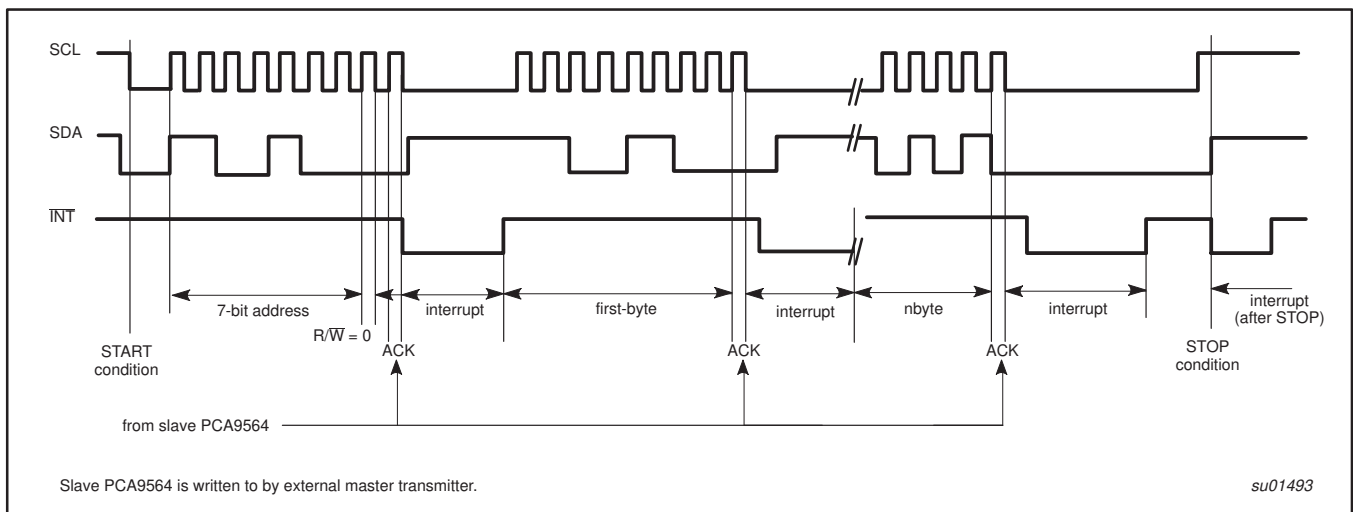 SCL
SDA
I̅N̅T̅
7-bit address
interrupt
first-byte
interrupt
nbyte
interrupt
interrupt
(after STOP)
R/W̅ = 0
START
condition
ACK
ACK
ACK
STOP
condition
from slave PCA9564
Slave PCA9564 is written to by external master transmitter.
su01493